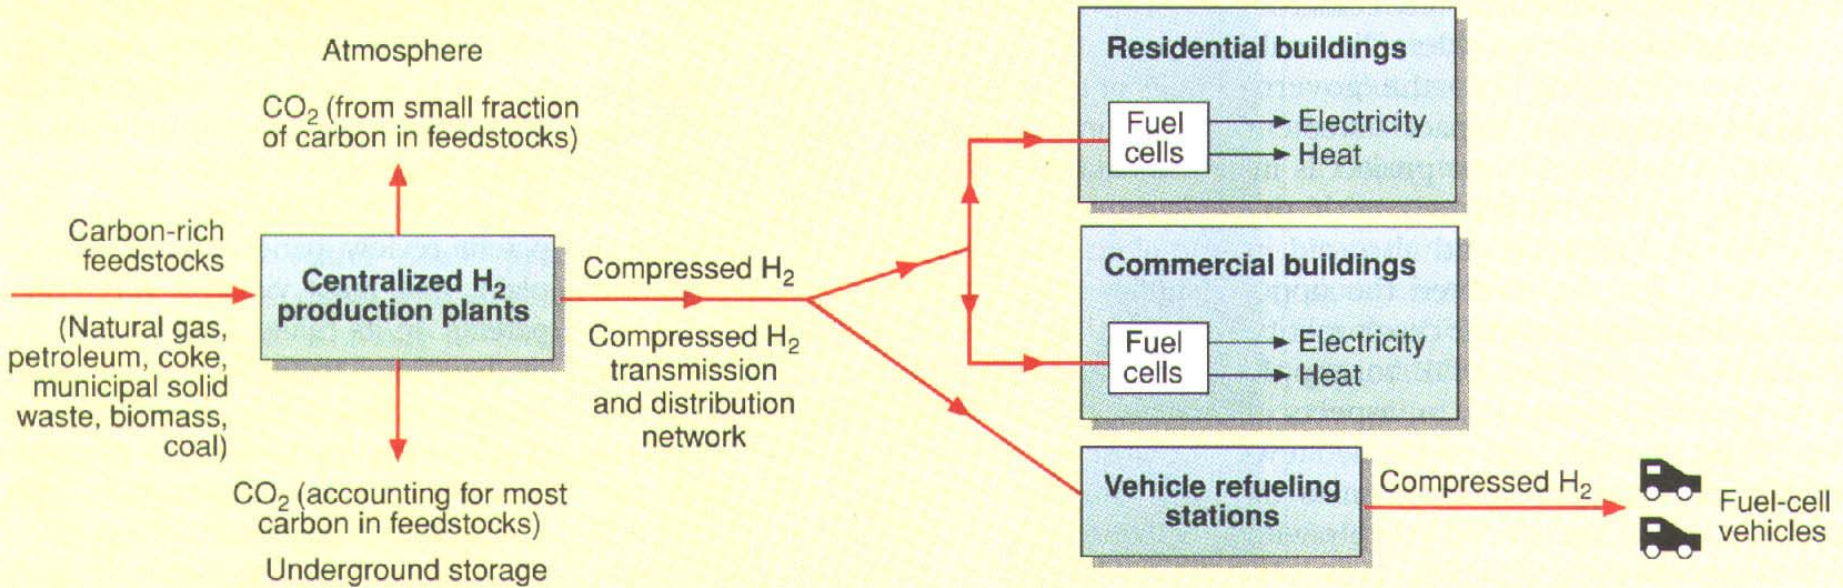 Atmosphere
CO₂ (from small fraction
of carbon in feedstocks)
Carbon-rich
feedstocks
(Natural gas,
petroleum, coke,
municipal solid
waste, biomass,
coal)
Centralized H₂
production plants
CO₂ (accounting for most
carbon in feedstocks)
Underground storage
Compressed H₂
Compressed H₂
transmission
and distribution
network
Residential buildings
Fuel
cells
Electricity
Heat
Commercial buildings
Fuel
cells
Electricity
Heat
Vehicle refueling
stations
Compressed H₂
Fuel-cell
vehicles